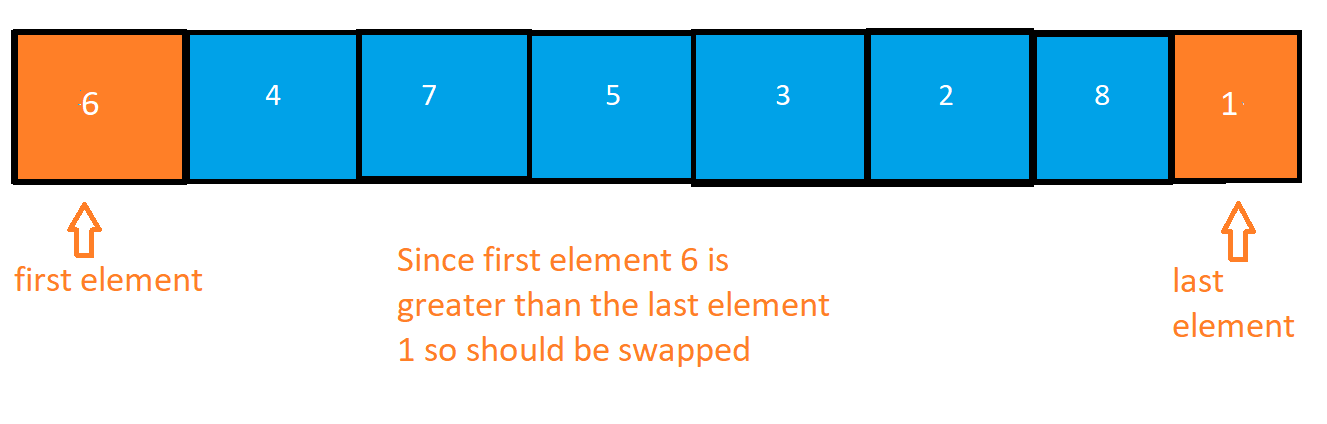 6 4 7 5 3 2 8 1
first element
Since first element 6 is
greater than the last element
1 so should be swapped
last
element